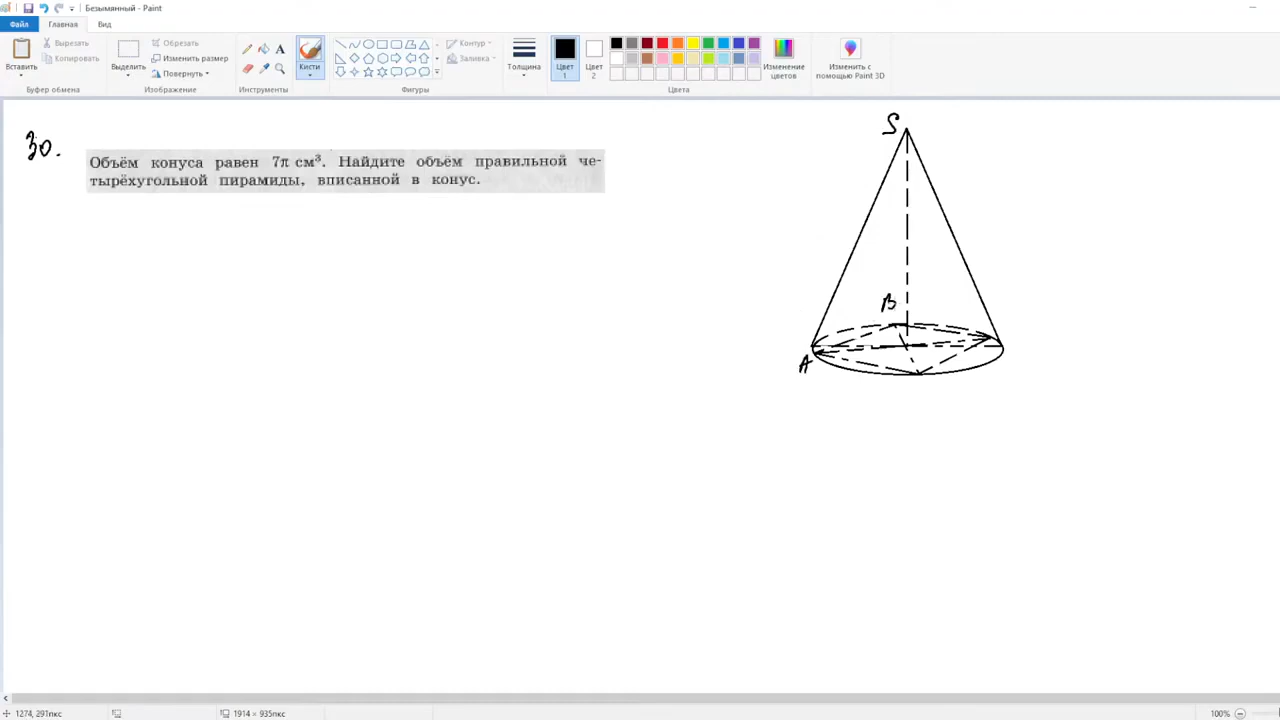 Безымянный - Paint
Файл Главная Вид
Вставить
Вырезать
Копировать
Буфер обмена
Выделить
Обрезать
Изменить размер
Повернуть
Изображение
A
Инструменты
Кисти
Контур
Заливка
Фигуры
Толщина
Цвет 1
Цвет 2
Цвета
Изменение цветов
Изменить с помощью Paint 3D
30.
Объём конуса равен 7π см³. Найдите объём правильной че-
тырёхугольной пирамиды, вписанной в конус.
S
B
A
1274, 291пкс
1914 × 935пкс
100%